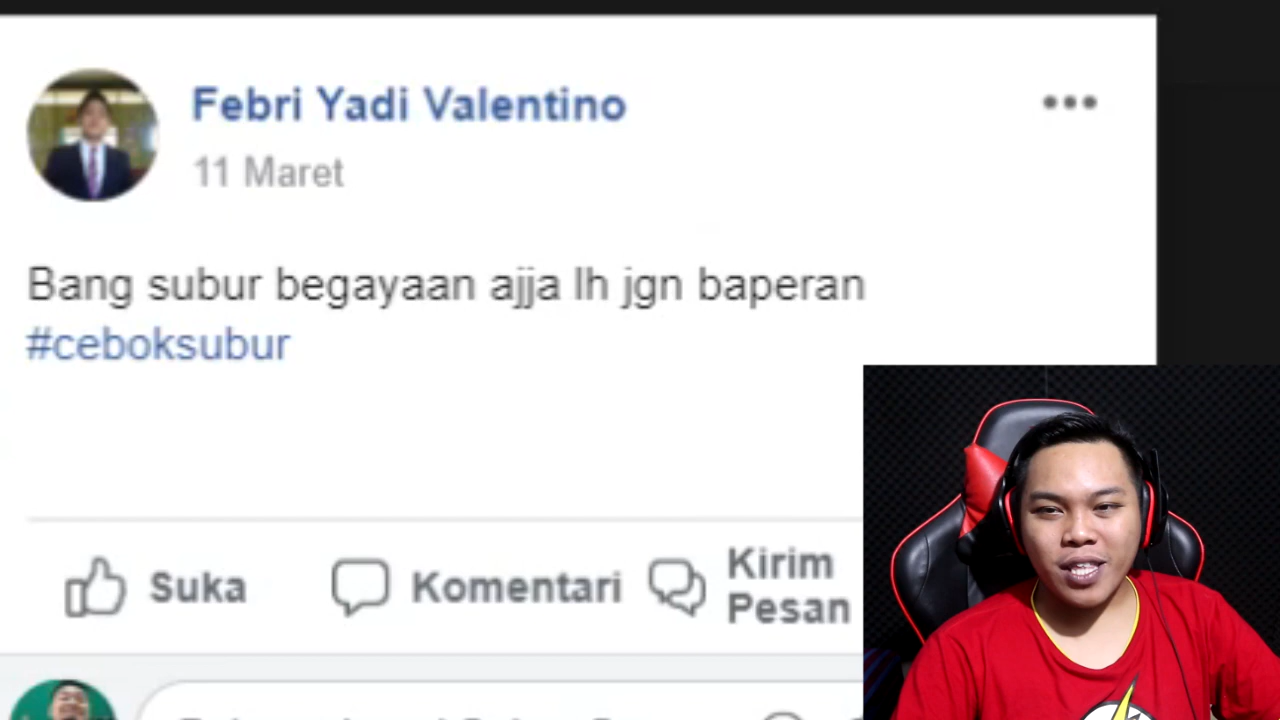 Febri Yadi Valentino
11 Maret
Bang subur begayaan ajja lh jgn baperan
#ceboksubur
Suka
Komentari
Kirim
Pesan